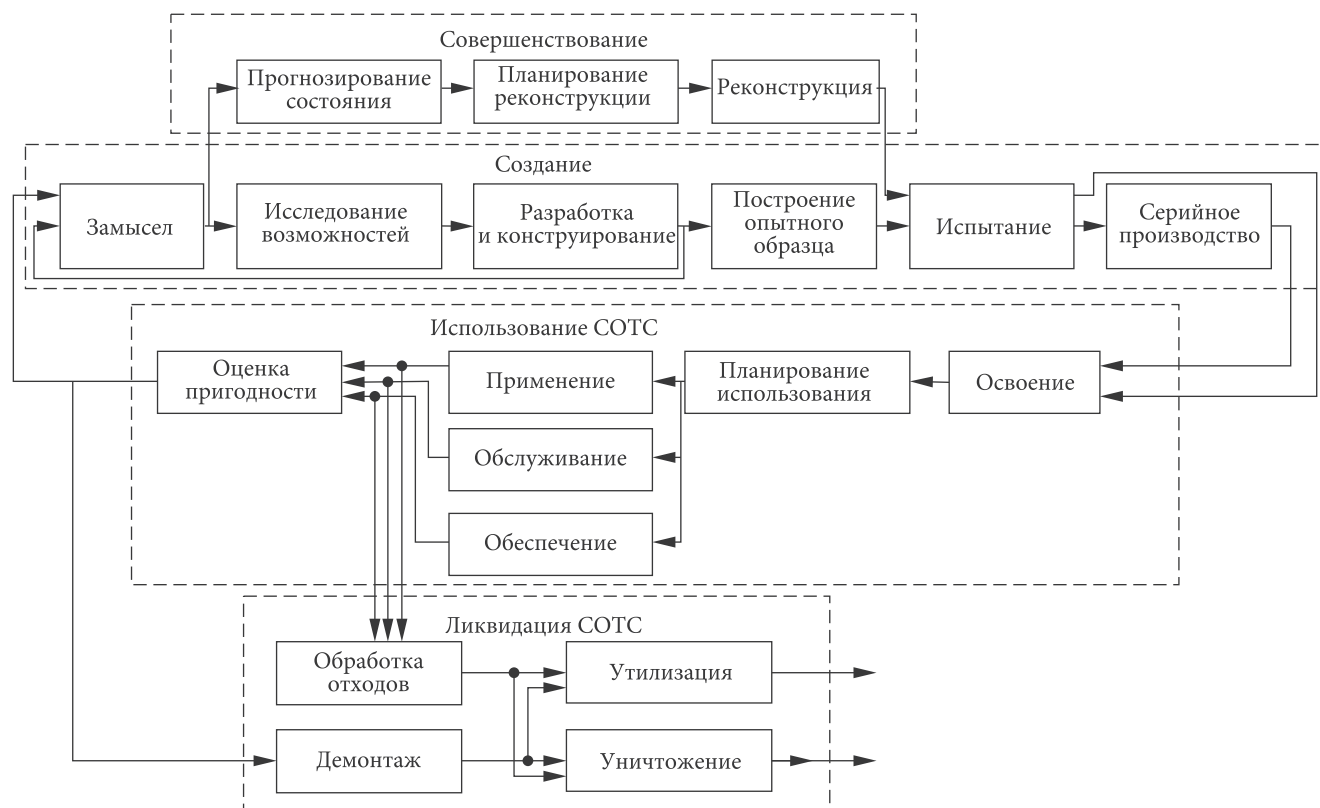 Совершенствование
Прогнозирование
состояния
Планирование
реконструкции
Реконструкция
Создание
Замысел
Исследование
возможностей
Разработка
и конструирование
Построение
опытного
образца
Испытание
Серийное
производство
Использование СОТС
Оценка
пригодности
Применение
Планирование
использования
Освоение
Обслуживание
Обеспечение
Ликвидация СОТС
Обработка
отходов
Утилизация
Демонтаж
Уничтожение